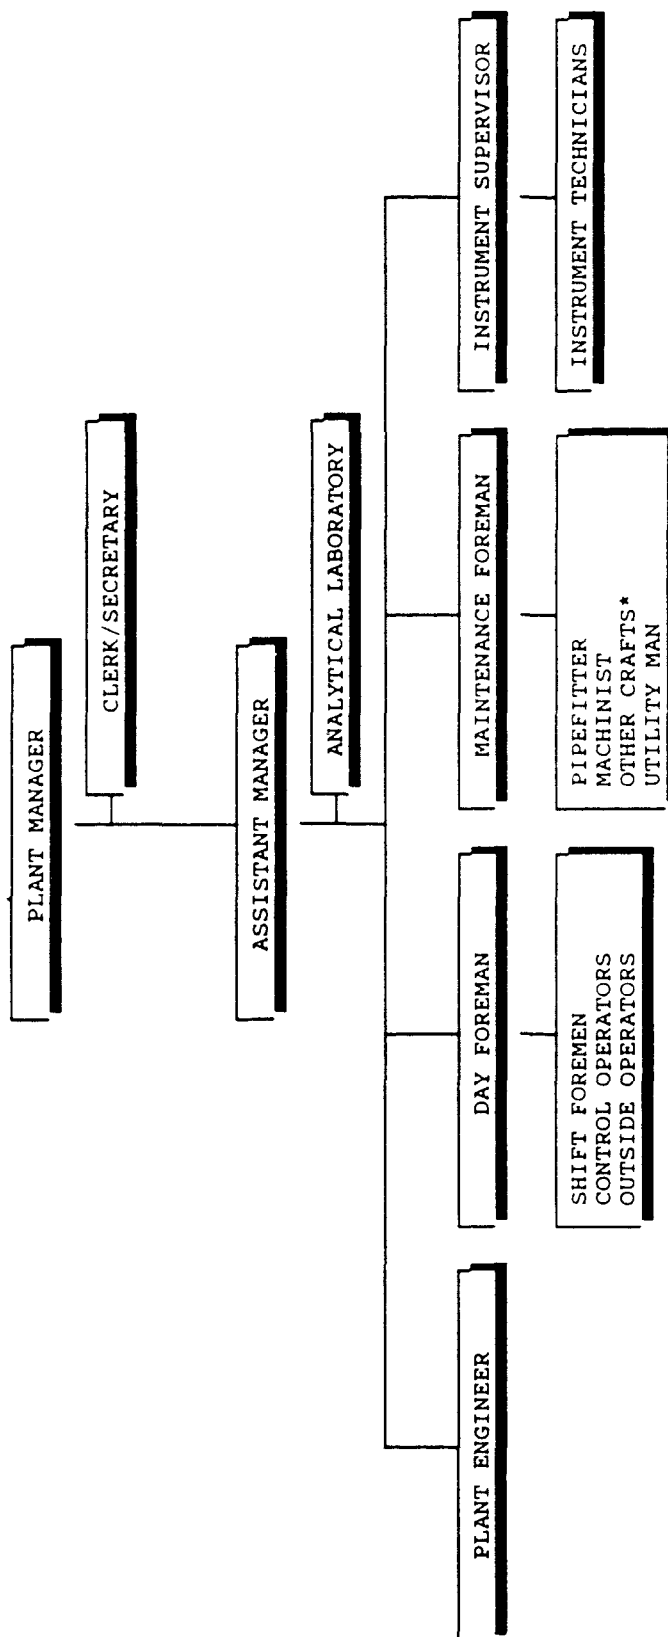 PLANT MANAGER
CLERK/SECRETARY
ASSISTANT MANAGER
ANALYTICAL LABORATORY
PLANT ENGINEER
DAY FOREMAN
MAINTENANCE FOREMAN
INSTRUMENT SUPERVISOR
SHIFT FOREMEN
CONTROL OPERATORS
OUTSIDE OPERATORS
PIPEFITTER
MACHINIST
OTHER CRAFTS*
UTILITY MAN
INSTRUMENT TECHNICIANS